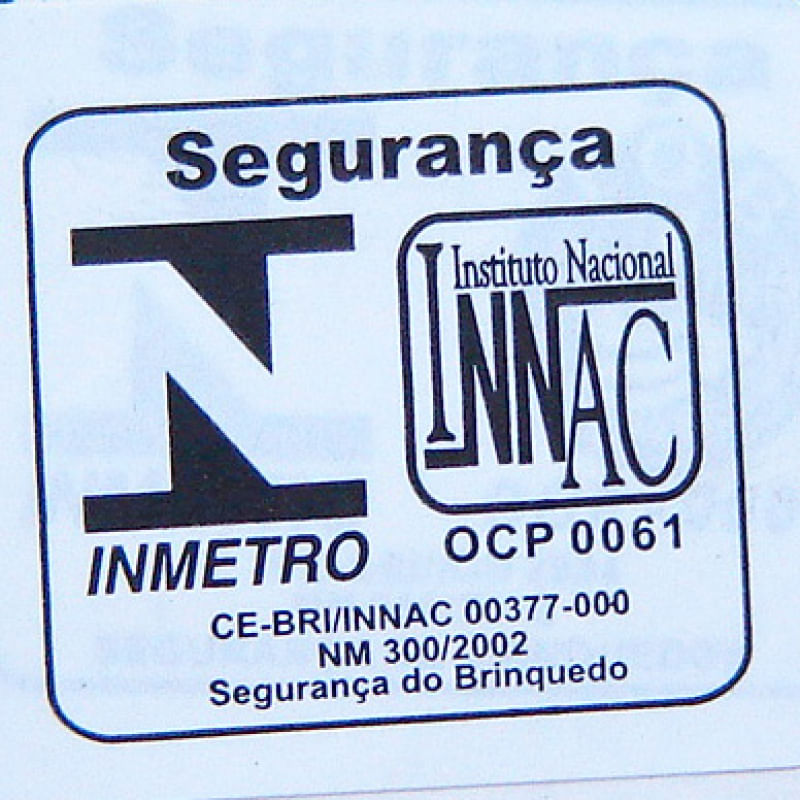 Segurança
Instituto Nacional
INNAC
INMETRO
OCP 0061
CE-BRI/INNAC 00377-000
NM 300/2002
Segurança do Brinquedo